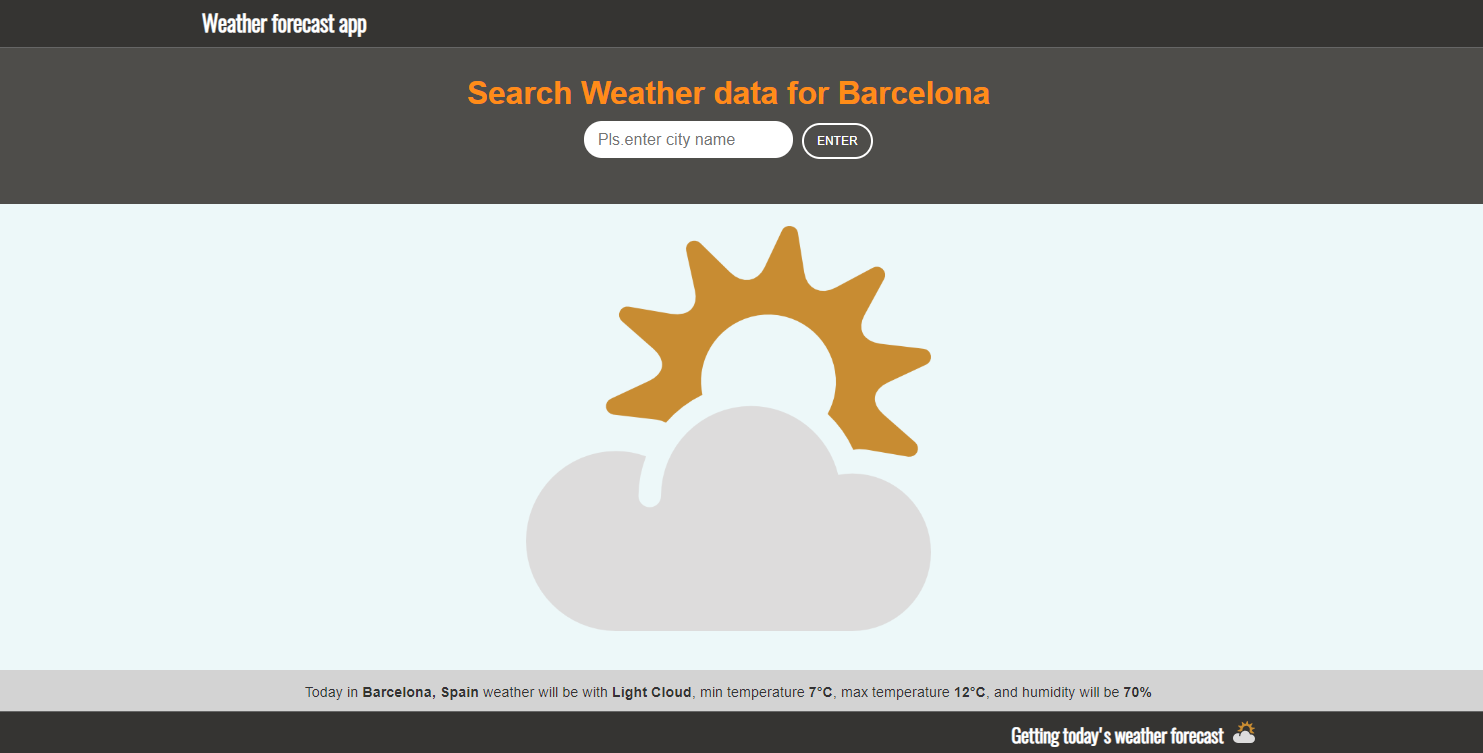 Weather forecast app
Search Weather data for Barcelona
Pls.enter city name
ENTER
Today in Barcelona, Spain weather will be with Light Cloud, min temperature 7°C, max temperature 12°C, and humidity will be 70%
Getting today's weather forecast